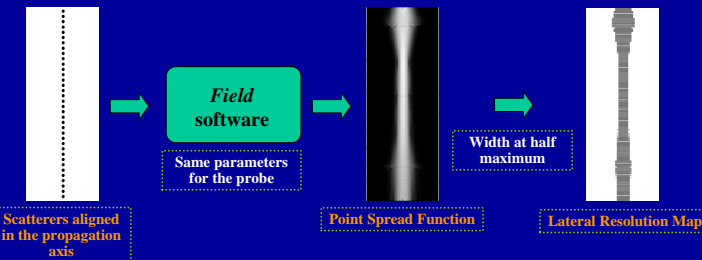 Field
software
Same parameters
for the probe
Width at half
maximum
Scatterers aligned
in the propagation
axis
Point Spread Function
Lateral Resolution Map